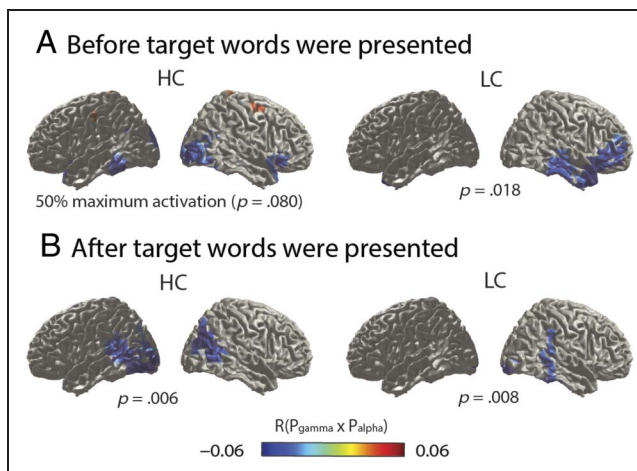 A Before target words were presented
HC
LC
50% maximum activation (p = .080)
p = .018
B After target words were presented
HC
LC
p = .006
p = .008
R(Pgamma x Palpha)
−0.06
0.06